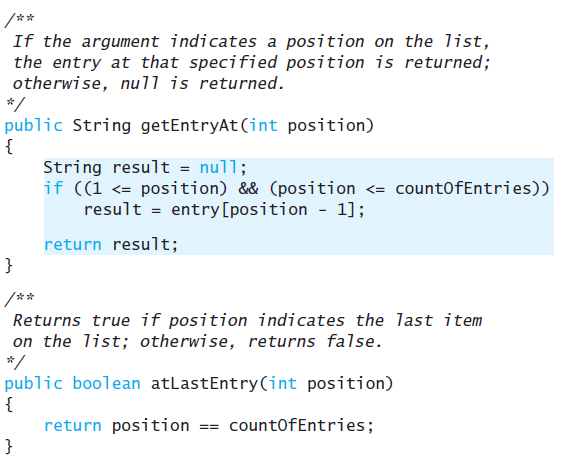 /**
 If the argument indicates a position on the list,
 the entry at that specified position is returned;
 otherwise, null is returned.
*/
public String getEntryAt(int position)
{
    String result = null;
    if ((1 <= position) && (position <= countOfEntries))
        result = entry[position - 1];
    return result;
}
/**
 Returns true if position indicates the last item
 on the list; otherwise, returns false.
*/
public boolean atLastEntry(int position)
{
    return position == countOfEntries;
}